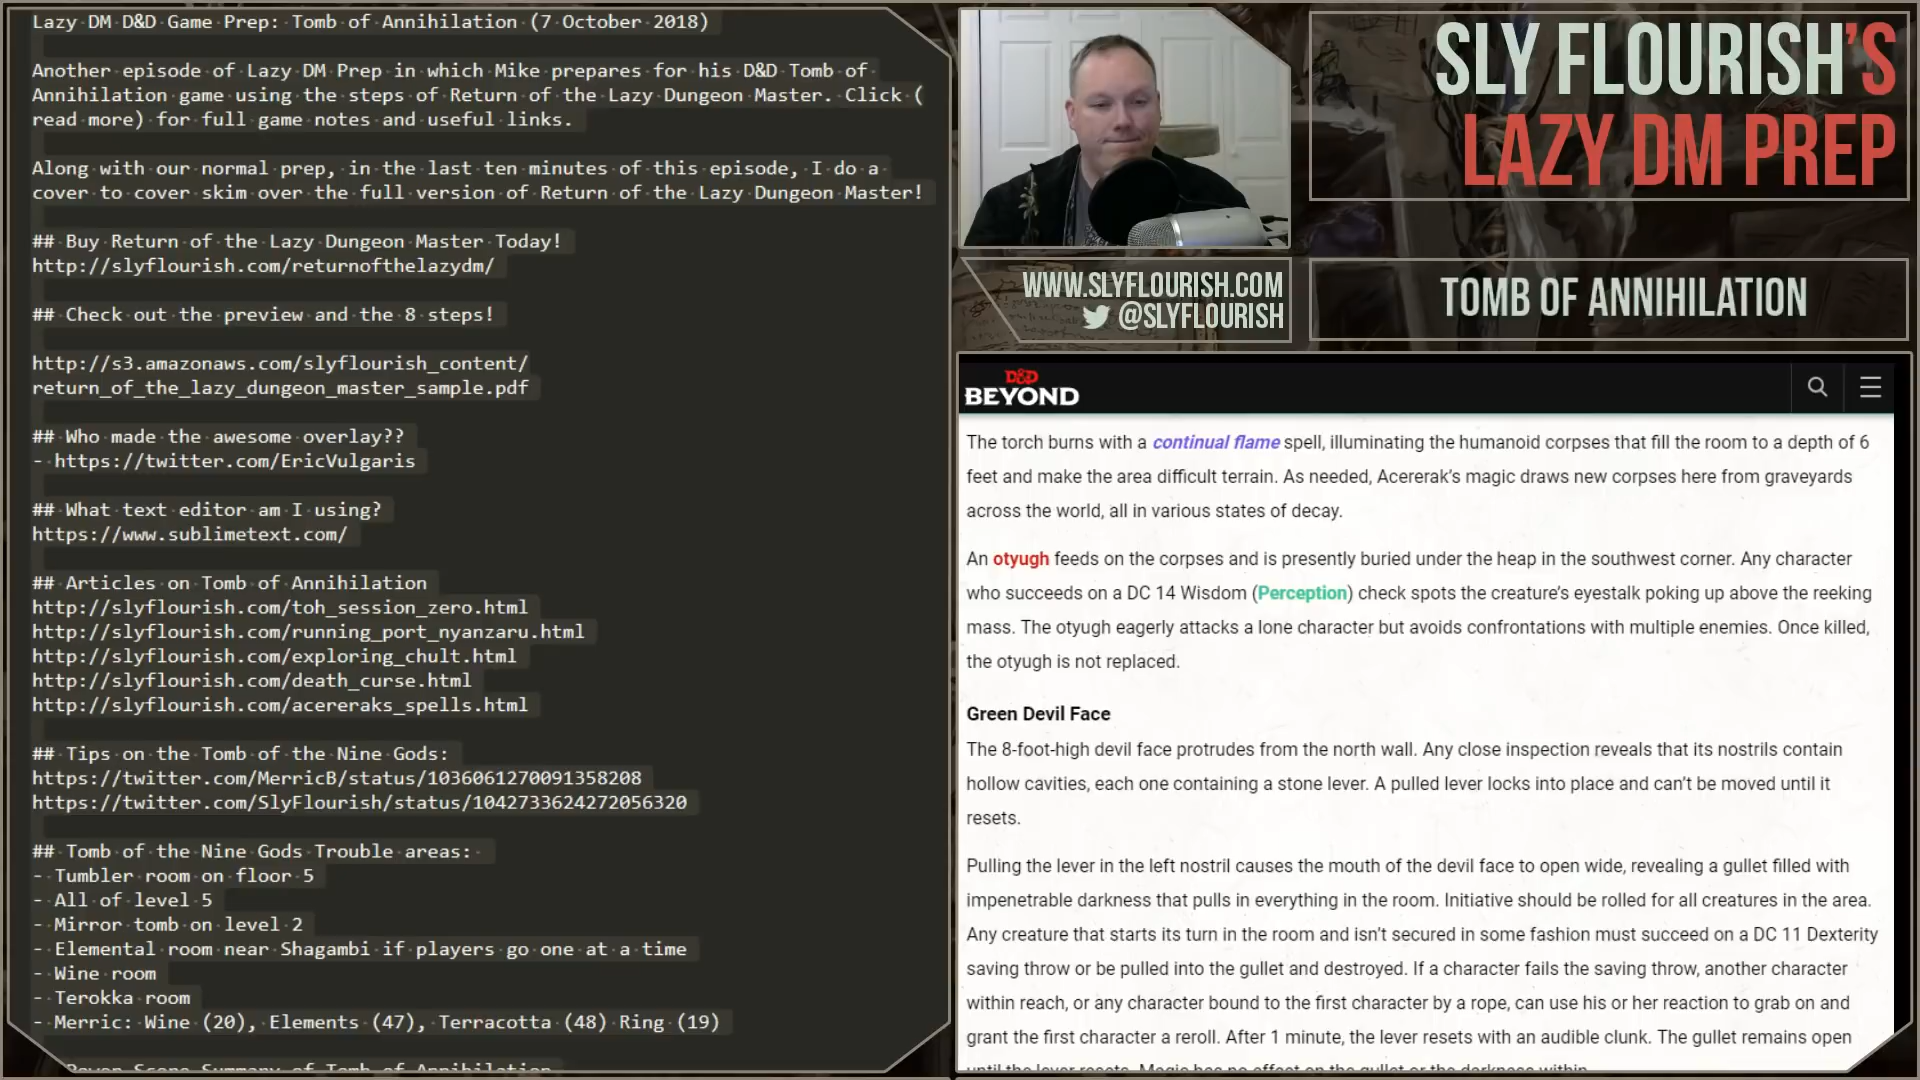 Lazy DM D&D Game Prep: Tomb of Annihilation (7 October 2018)
Another episode of Lazy DM Prep in which Mike prepares for his D&D Tomb of
Annihilation game using the steps of Return of the Lazy Dungeon Master. Click (
read more) for full game notes and useful links.
Along with our normal prep, in the last ten minutes of this episode, I do a
cover to cover skim over the full version of Return of the Lazy Dungeon Master!
## Buy Return of the Lazy Dungeon Master Today!
http://slyflourish.com/returnofthelazydm/
## Check out the preview and the 8 steps!
http://s3.amazonaws.com/slyflourish_content/
return_of_the_lazy_dungeon_master_sample.pdf
## Who made the awesome overlay??
- https://twitter.com/EricVulgaris
## What text editor am I using?
https://www.sublimetext.com/
## Articles on Tomb of Annihilation
http://slyflourish.com/toh_session_zero.html
http://slyflourish.com/running_port_nyanzaru.html
http://slyflourish.com/exploring_chult.html
http://slyflourish.com/death_curse.html
http://slyflourish.com/acereraks_spells.html
## Tips on the Tomb of the Nine Gods:
https://twitter.com/MerricB/status/1036061270091358208
https://twitter.com/SlyFlourish/status/1042733624272056320
## Tomb of the Nine Gods Trouble areas:
- Tumbler room on floor 5
- All of level 5
- Mirror tomb on level 2
- Elemental room near Shagambi if players go one at a time
- Wine room
- Terokka room
- Merric: Wine (20), Elements (47), Terracotta (48) Ring (19)
Power Score Summary of Tomb of Annihilation
WWW.SLYFLOURISH.COM
@SLYFLOURISH
SLY FLOURISH'S
LAZY DM PREP
TOMB OF ANNIHILATION
D&D
BEYOND
The torch burns with a continual flame spell, illuminating the humanoid corpses that fill the room to a depth of 6
feet and make the area difficult terrain. As needed, Acererak's magic draws new corpses here from graveyards
across the world, all in various states of decay.
An otyugh feeds on the corpses and is presently buried under the heap in the southwest corner. Any character
who succeeds on a DC 14 Wisdom (Perception) check spots the creature's eyestalk poking up above the reeking
mass. The otyugh eagerly attacks a lone character but avoids confrontations with multiple enemies. Once killed,
the otyugh is not replaced.
Green Devil Face
The 8-foot-high devil face protrudes from the north wall. Any close inspection reveals that its nostrils contain
hollow cavities, each one containing a stone lever. A pulled lever locks into place and can't be moved until it
resets.
Pulling the lever in the left nostril causes the mouth of the devil face to open wide, revealing a gullet filled with
impenetrable darkness that pulls in everything in the room. Initiative should be rolled for all creatures in the area.
Any creature that starts its turn in the room and isn't secured in some fashion must succeed on a DC 11 Dexterity
saving throw or be pulled into the gullet and destroyed. If a character fails the saving throw, another character
within reach, or any character bound to the first character by a rope, can use his or her reaction to grab on and
grant the first character a reroll. After 1 minute, the lever resets with an audible clunk. The gullet remains open
until the lever resets. Magic has no effect on the gullet or the darkness within.